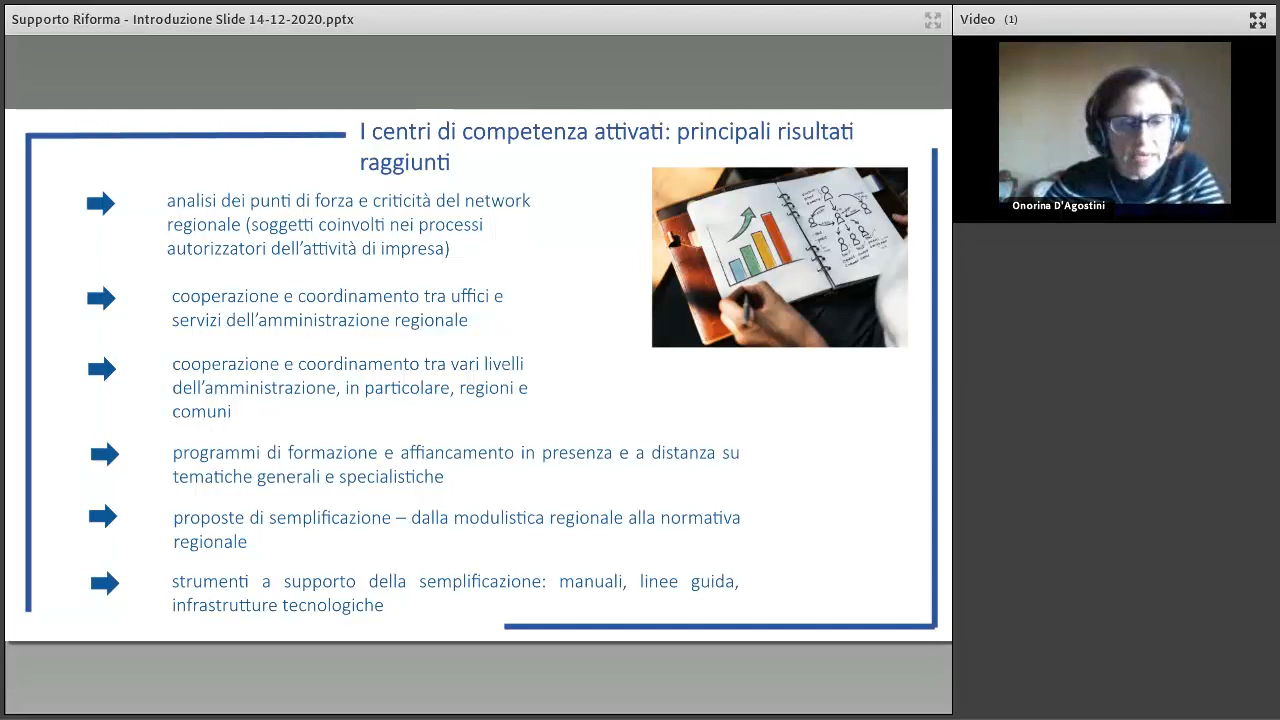 Supporto Riforma - Introduzione Slide 14-12-2020.pptx
Video (1)
Onorina D'Agostini
I centri di competenza attivati: principali risultati
raggiunti
analisi dei punti di forza e criticità del network
regionale (soggetti coinvolti nei processi
autorizzatori dell’attività di impresa)
cooperazione e coordinamento tra uffici e
servizi dell’amministrazione regionale
cooperazione e coordinamento tra vari livelli
dell’amministrazione, in particolare, regioni e
comuni
programmi di formazione e affiancamento in presenza e a distanza su
tematiche generali e specialistiche
proposte di semplificazione – dalla modulistica regionale alla normativa
regionale
strumenti a supporto della semplificazione: manuali, linee guida,
infrastrutture tecnologiche